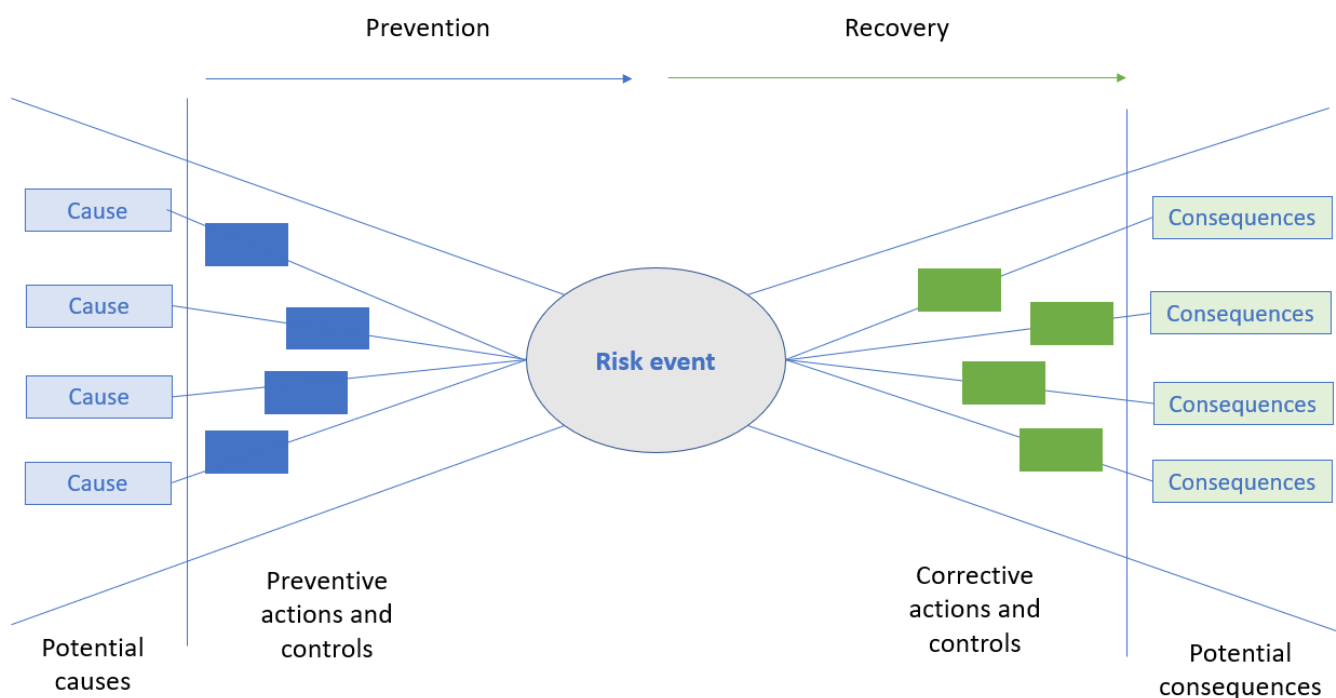 Prevention
Recovery
Cause
Cause
Cause
Cause
Risk event
Consequences
Consequences
Consequences
Consequences
Potential
causes
Preventive
actions and
controls
Corrective
actions and
controls
Potential
consequences